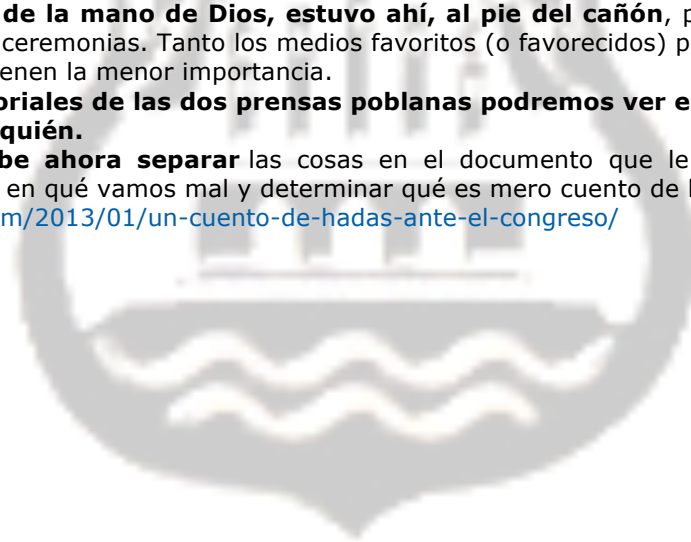 de la mano de Dios, estuvo ahí, al pie del cañón, p
ceremonias. Tanto los medios favoritos (o favorecidos) p
enen la menor importancia.
oriales de las dos prensas poblanas podremos ver e
quién.
be ahora separar las cosas en el documento que le
en qué vamos mal y determinar qué es mero cuento de l
m/2013/01/un-cuento-de-hadas-ante-el-congreso/